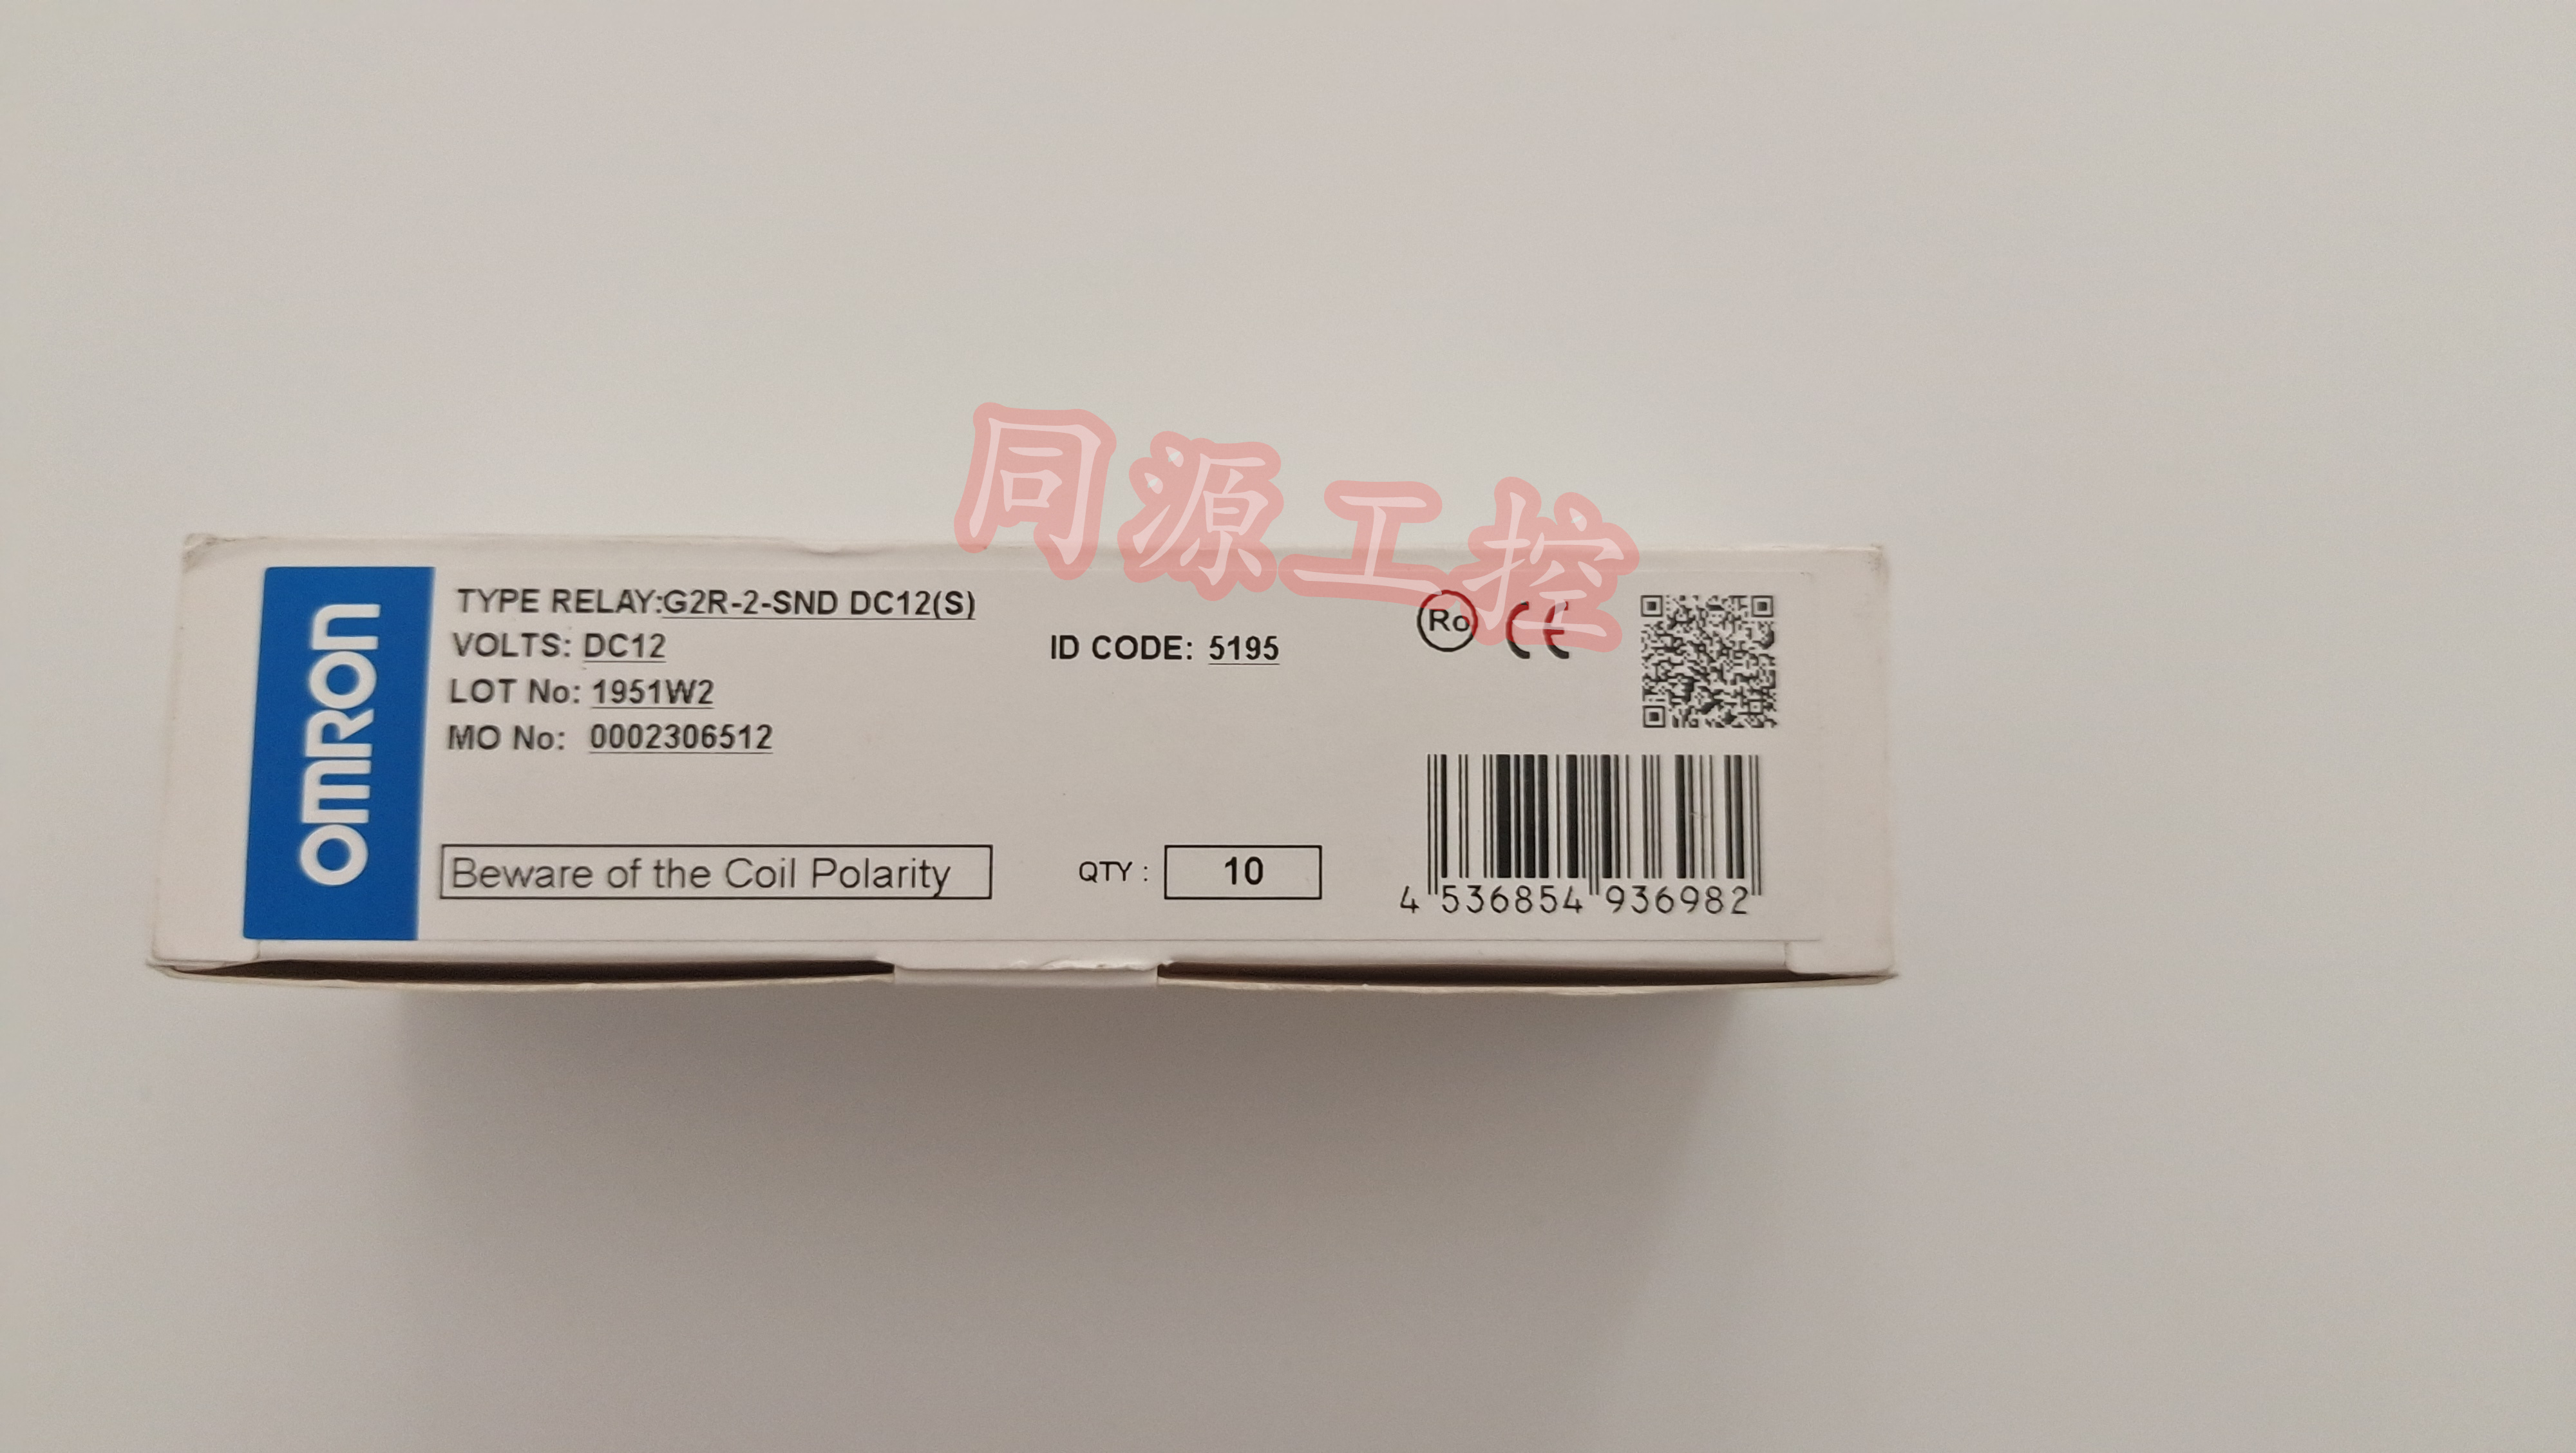 同源工控
OMRON
TYPE RELAY:G2R-2-SND DC12(S)
VOLTS: DC12
ID CODE: 5195
Ro CE
LOT No: 1951W2
MO No: 0002306512
Beware of the Coil Polarity
QTY : 10
4 536854 936982